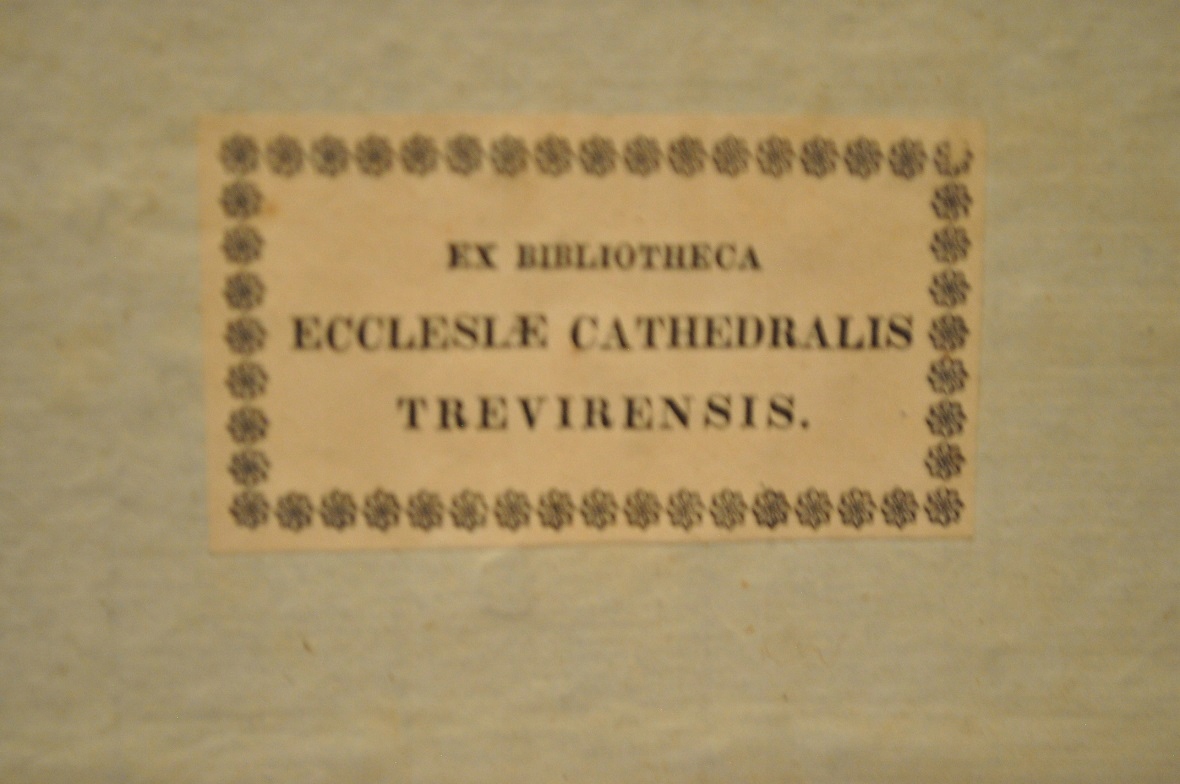 EX BIBLIOTHECA
ECCLESIÆ CATHEDRALIS
TREVIRENSIS.